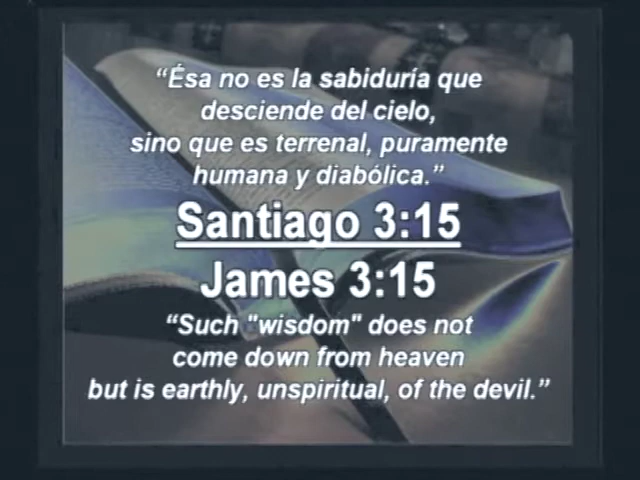 “Ésa no es la sabiduría que
desciende del cielo,
sino que es terrenal, puramente
humana y diabólica.”
Santiago 3:15
James 3:15
“Such "wisdom" does not
come down from heaven
but is earthly, unspiritual, of the devil.”